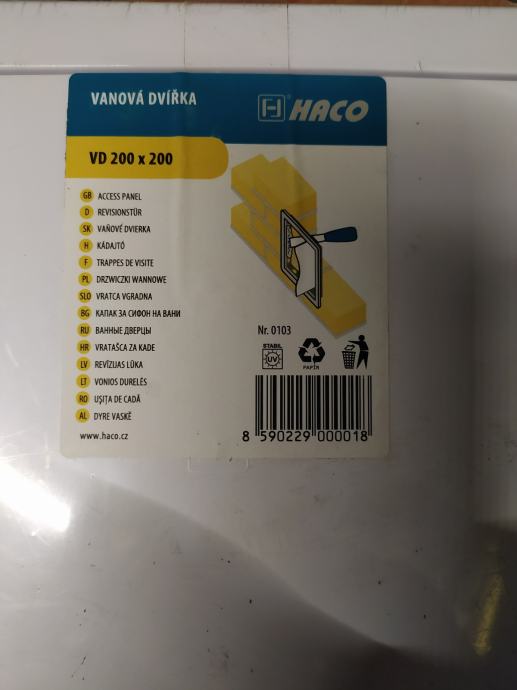 VANOVÁ DVÍŘKA
HACO
VD 200 x 200
GB ACCESS PANEL
D REVISIONSTÜR
SK VAŇOVÉ DVIERKA
H KÁDAJTÓ
F TRAPPES DE VISITE
PL DRZWICZKI WANNOWE
SLO VRATCA VGRADNA
BG КАПАК ЗА СИФОН НА ВАНИ
RU ВАННЫЕ ДВЕРЦЫ
HR VRATAŠCA ZA KADE
LV REVĪZIJAS LŪKA
LT VONIOS DURELĖS
RO UȘIȚA DE CADĂ
AL DYRE VASKË
www.haco.cz
Nr. 0103
STABIL
UV
PAPÍR
8 590229 000018